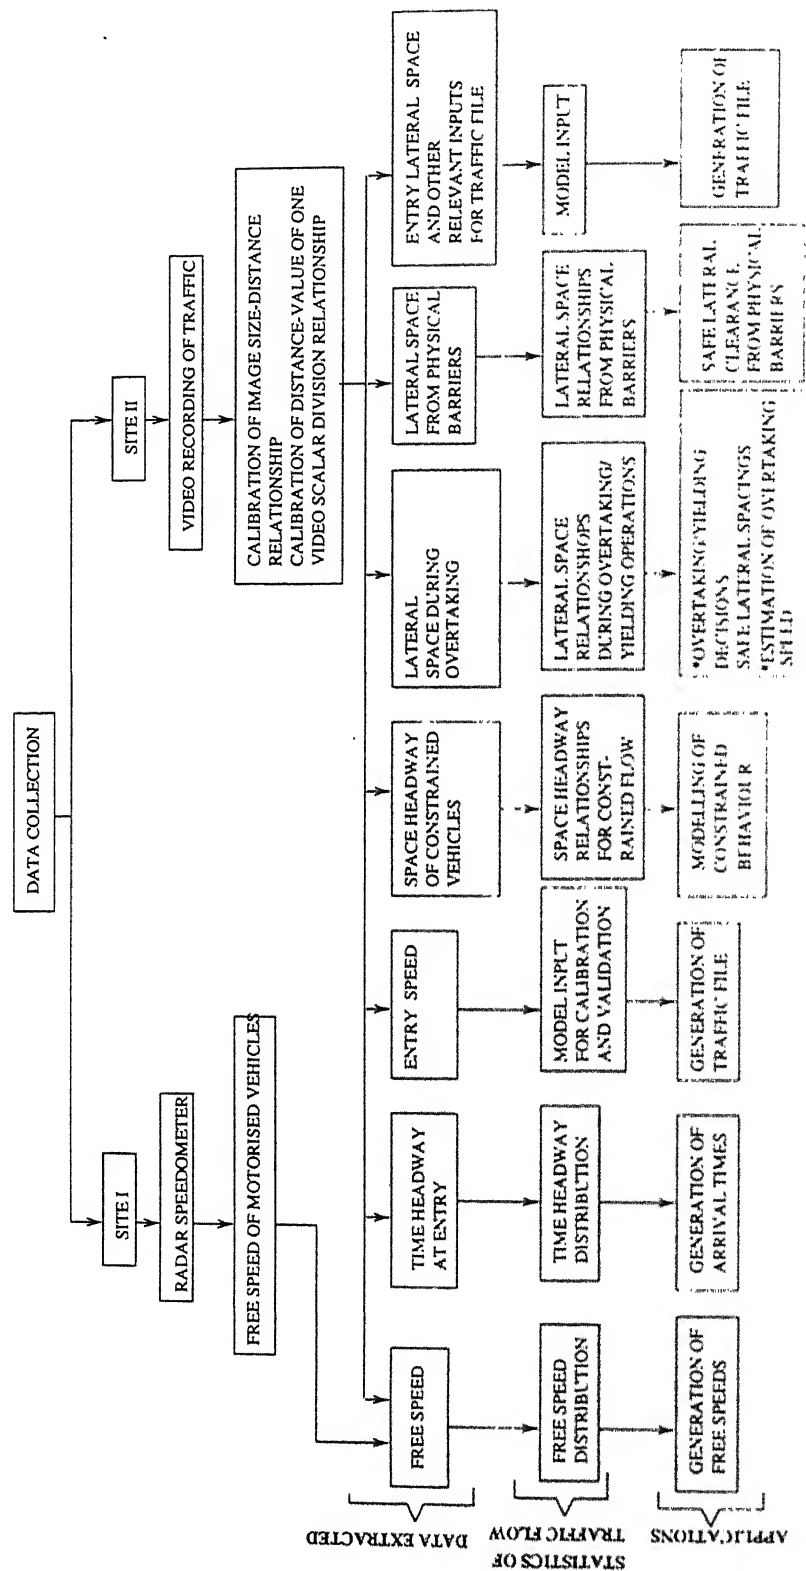 DATA COLLECTION
SITE I
SITE II
RADAR SPEEDOMETER
VIDEO RECORDING OF TRAFFIC
FREE SPEED OF MOTORISED VEHICLES
CALIBRATION OF IMAGE SIZE-DISTANCE
RELATIONSHIP
CALIBRATION OF DISTANCE-VALUE OF ONE
VIDEO SCALAR DIVISION RELATIONSHIP
DATA EXTRACTED
FREE SPEED
TIME HEADWAY
AT ENTRY
ENTRY SPEED
SPACE HEADWAY
OF CONSTRAINED
VEHICLES
LATERAL
SPACE DURING
OVERTAKING
LATERAL SPACE
FROM PHYSICAL
BARRIERS
ENTRY LATERAL SPACE
AND OTHER
RELEVANT INPUTS
FOR TRAFFIC FILE
STATISTICS OF
TRAFFIC FLOW
FREE SPEED
DISTRIBUTION
TIME HEADWAY
DISTRIBUTION
MODEL INPUT
FOR CALIBRATION
AND VALIDATION
SPACE HEADWAY
RELATIONSHIPS
FOR CONST-
RAINED FLOW
LATERAL SPACE
RELATIONSHOPS
DURING OVERTAKING/
YIELDING OPERATIONS
LATERAL SPACE
RELATIONSHIPS
FROM PHYSICAL
BARRIERS
MODEL INPUT
APPLICATIONS
GENERATION OF
FREE SPEEDS
GENERATION OF
ARRIVAL TIMES
GENERATION OF
TRAFFIC FILE
MODELLING OF
CONSTRAINED
BEHAVIOUR
*OVERTAKING/YIELDING
DECISIONS
SAFE LATERAL SPACINGS
*ESTIMATION OF OVERTAKING
SPEED
SAFE LATERAL
CLEARANCE
FROM PHYSICAL
BARRIERS
GENERATION OF
TRAFFIC FILE